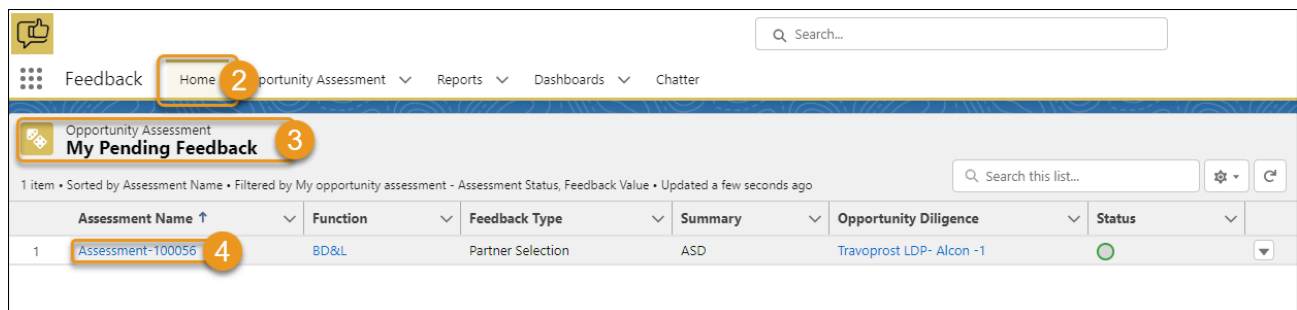 Search...
Feedback Home 2 portunity Assessment Reports Dashboards Chatter
Opportunity Assessment
My Pending Feedback 3
1 item • Sorted by Assessment Name • Filtered by My opportunity assessment - Assessment Status, Feedback Value • Updated a few seconds ago
Search this list...
Assessment Name ↑ Function Feedback Type Summary Opportunity Diligence Status
1 Assessment-100056 4 BD&L Partner Selection ASD Travoprost LDP- Alcon -1